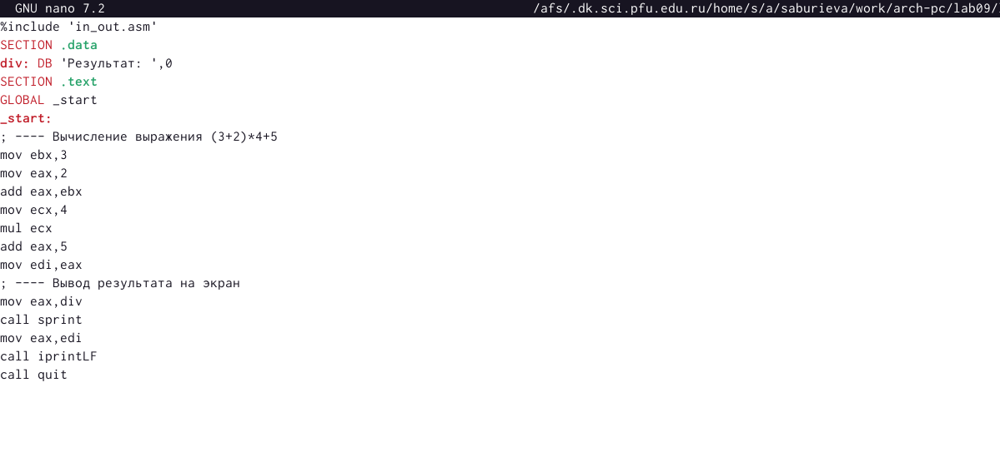 GNU nano 7.2 /afs/.dk.sci.pfu.edu.ru/home/s/a/saburieva/work/arch-pc/lab09/
%include 'in_out.asm'
SECTION .data
div: DB 'Результат: ',0
SECTION .text
GLOBAL _start
_start:
; ---- Вычисление выражения (3+2)*4+5
mov ebx,3
mov eax,2
add eax,ebx
mov ecx,4
mul ecx
add eax,5
mov edi,eax
; ---- Вывод результата на экран
mov eax,div
call sprint
mov eax,edi
call iprintLF
call quit